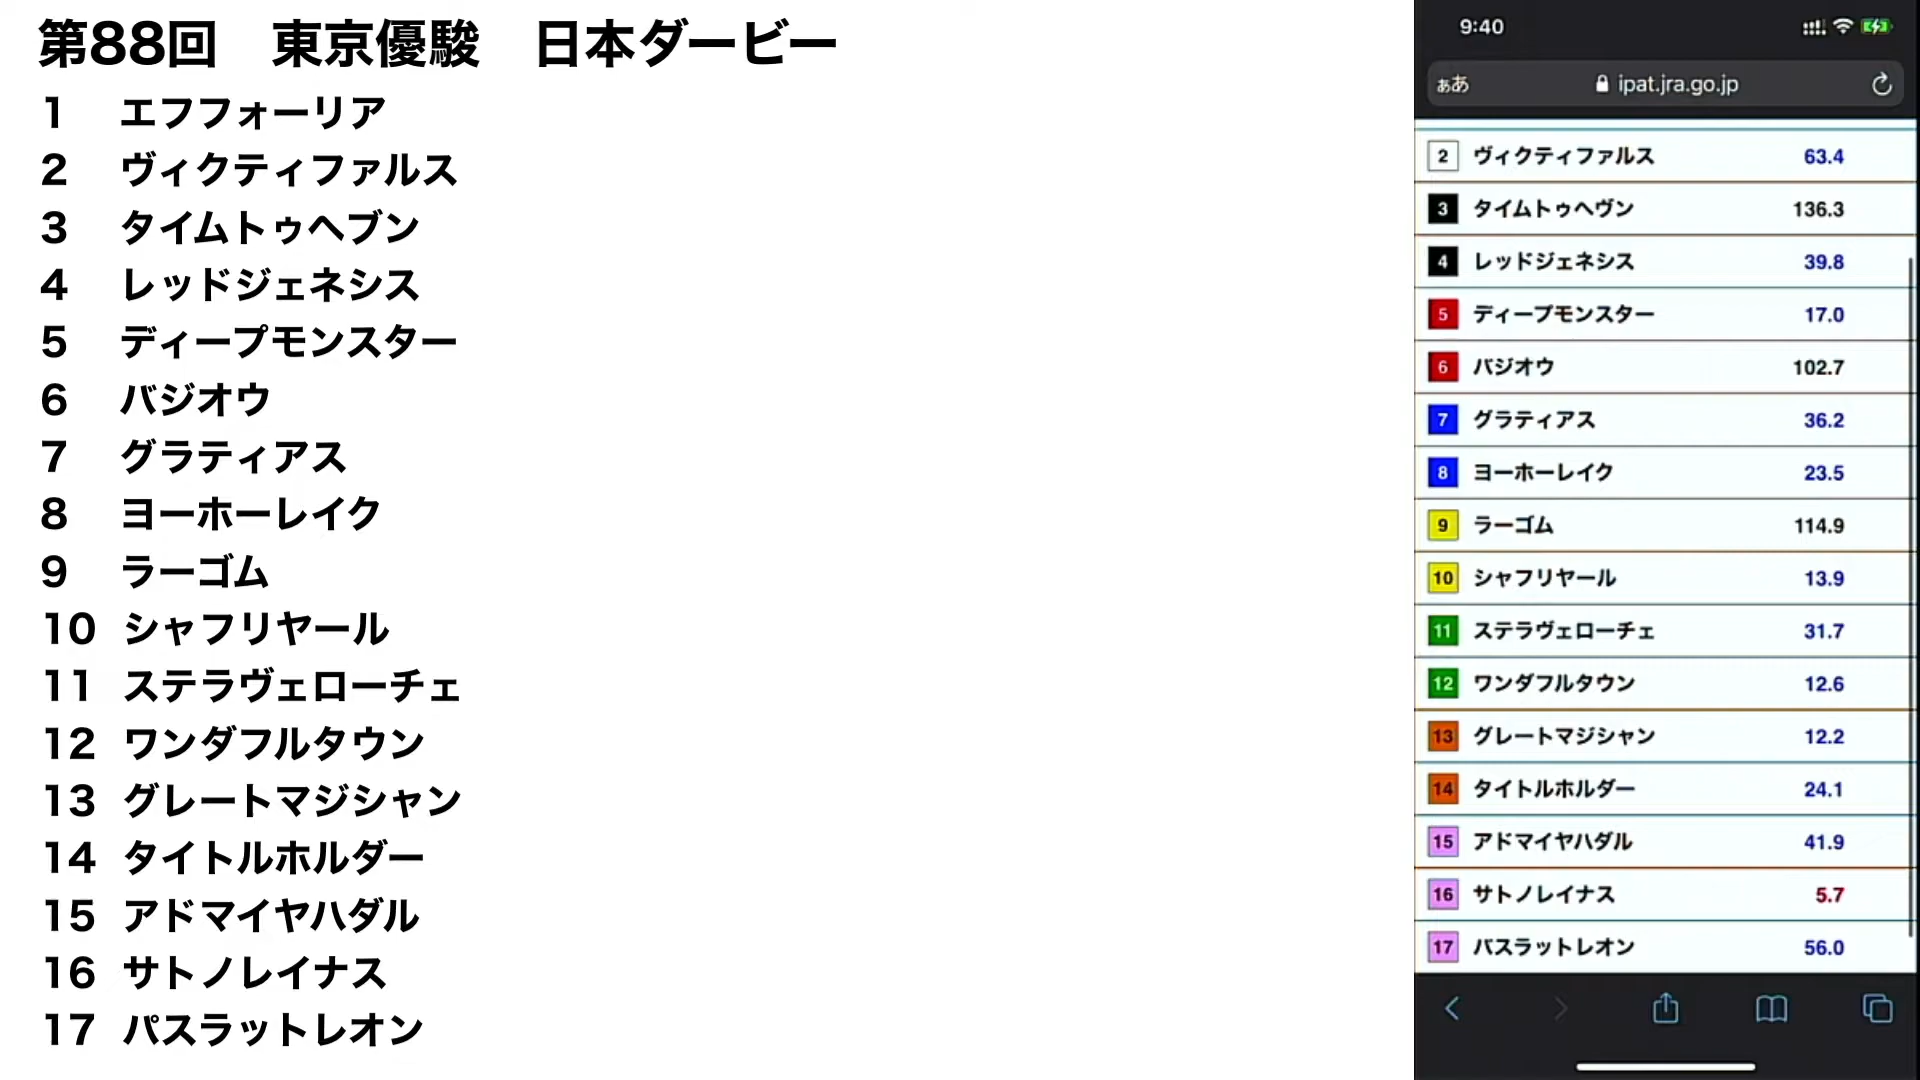 第88回 東京優駿 日本ダービー
1 エフフォーリア
2 ヴィクティファルス
3 タイムトゥヘブン
4 レッドジェネシス
5 ディープモンスター
6 バジオウ
7 グラティアス
8 ヨーホーレイク
9 ラーゴム
10 シャフリヤール
11 ステラヴェローチェ
12 ワンダフルタウン
13 グレートマジシャン
14 タイトルホルダー
15 アドマイヤハダル
16 サトノレイナス
17 パスラットレオン
9:40
ぁあ ipat.jra.go.jp
2 ヴィクティファルス 63.4
3 タイムトゥヘヴン 136.3
4 レッドジェネシス 39.8
5 ディープモンスター 17.0
6 バジオウ 102.7
7 グラティアス 36.2
8 ヨーホーレイク 23.5
9 ラーゴム 114.9
10 シャフリヤール 13.9
11 ステラヴェローチェ 31.7
12 ワンダフルタウン 12.6
13 グレートマジシャン 12.2
14 タイトルホルダー 24.1
15 アドマイヤハダル 41.9
16 サトノレイナス 5.7
17 バスラットレオン 56.0